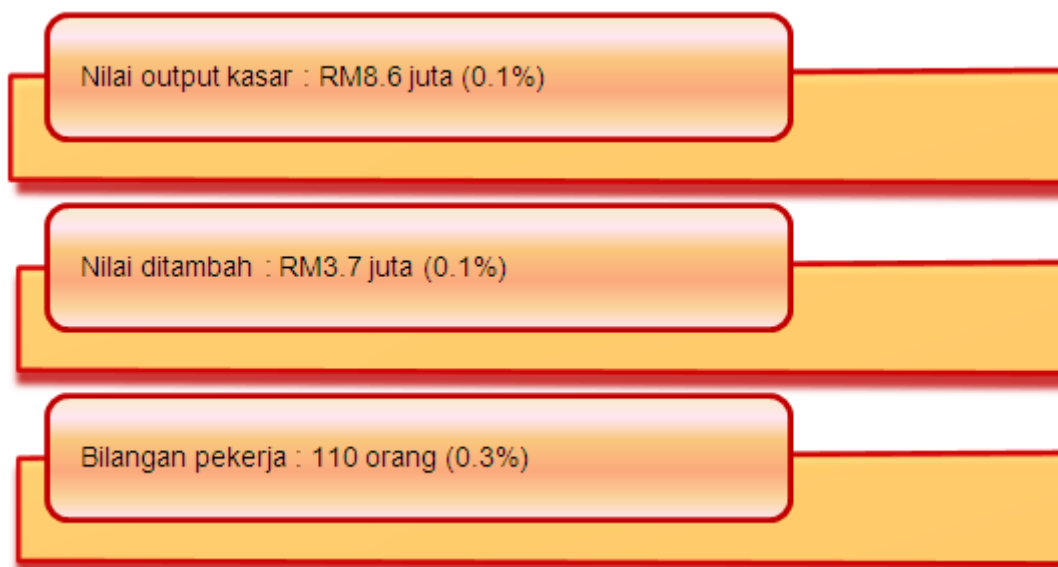 Nilai output kasar : RM8.6 juta (0.1%)
Nilai ditambah : RM3.7 juta (0.1%)
Bilangan pekerja : 110 orang (0.3%)